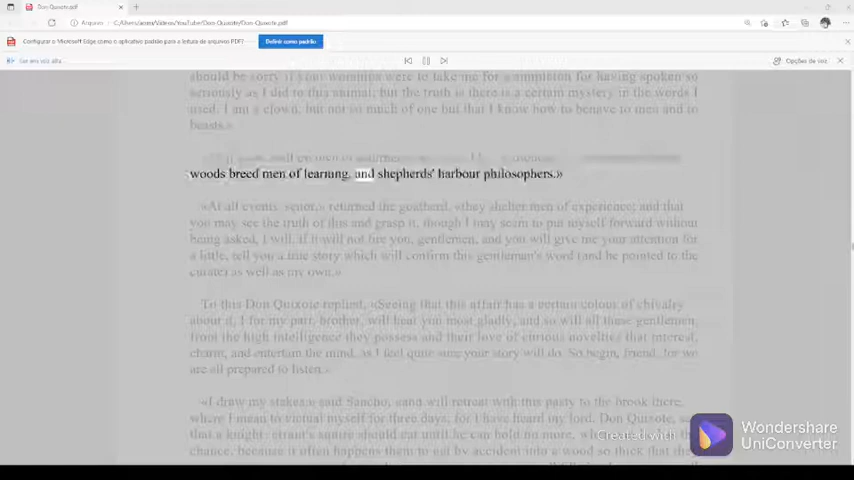 Don Quixote.pdf
Arquivo
C:/Users/
/Videos/YouTube/Don-Quixote/Don-Quixote.pdf
Configurar o Microsoft Edge como o aplicativo padrão para a leitura de arquivos PDF?
Definir como padrão
Ler em voz alta
Opções de voz
should be sorry if your worships were to take me for a simpleton for having spoken so
seriously as I did to this animal; but the truth is there is a certain mystery in the words I
used. I am a clown, but not so much of one but that I know how to behave to men and to
beasts.»
woods breed men of learning, and shepherds' harbour philosophers.»
«At all events, senor,» returned the goatherd, «they shelter men of experience; and that
you may see the truth of this and grasp it, though I may seem to put myself forward without
being asked, I will, if it will not tire you, gentlemen, and you will give me your attention for
a little, tell you a true story which will confirm this gentleman's word (and he pointed to the
curate) as well as my own.»
To this Don Quixote replied, «Seeing that this affair has a certain colour of chivalry
about it, I for my part, brother, will hear you most gladly, and so will all these gentlemen,
from the high intelligence they possess and their love of curious novelties that interest,
charm, and entertain the mind, as I feel quite sure your story will do. So begin, friend, for we
are all prepared to listen.»
«I draw my stakes,» said Sancho, «and will retreat with this pasty to the brook there,
where I mean to victual myself for three days; for I have heard my lord, Don Quixote, say
that a knight-errant's squire should eat until he can hold no more,
chance, because it often happens them to get by accident into a wood so thick that
Created with
Wondershare
UniConverter